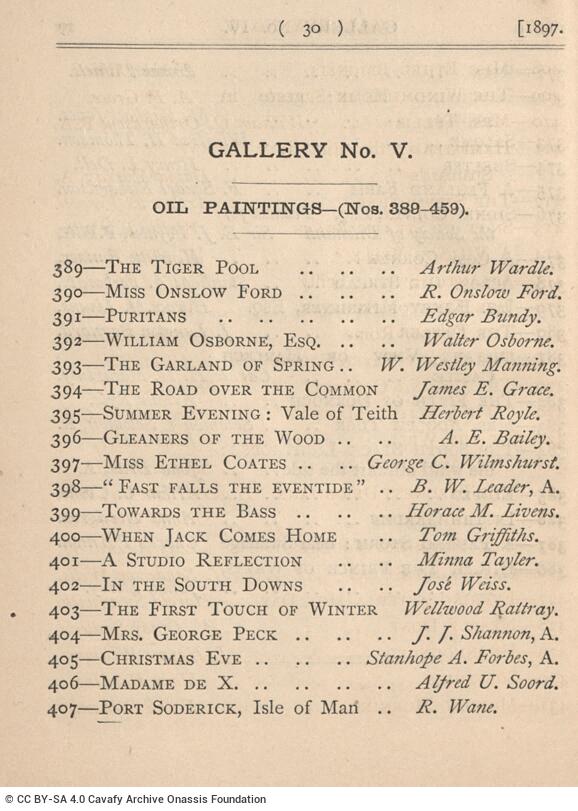 ( 30 ) [1897.
GALLERY No. V.
OIL PAINTINGS—(Nos. 389-459).
389—THE TIGER POOL .. .. .. Arthur Wardle.
390—MISS ONSLOW FORD .. .. .. R. Onslow Ford.
391—PURITANS .. .. .. .. .. Edgar Bundy.
392—WILLIAM OSBORNE, ESQ. .. .. Walter Osborne.
393—THE GARLAND OF SPRING .. .. W. Westley Manning.
394—THE ROAD OVER THE COMMON James E. Grace.
395—SUMMER EVENING: Vale of Teith Herbert Royle.
396—GLEANERS OF THE WOOD .. .. A. E. Bailey.
397—MISS ETHEL COATES .. .. George C. Wilmshurst.
398—“FAST FALLS THE EVENTIDE” .. B. W. Leader, A.
399—TOWARDS THE BASS .. .. .. Horace M. Livens.
400—WHEN JACK COMES HOME .. Tom Griffiths.
401—A STUDIO REFLECTION .. .. Minna Tayler.
402—IN THE SOUTH DOWNS .. .. José Weiss.
403—THE FIRST TOUCH OF WINTER Wellwood Rattray.
404—MRS. GEORGE PECK .. .. .. J. J. Shannon, A.
405—CHRISTMAS EVE .. .. .. Stanhope A. Forbes, A.
406—MADAME DE X. .. .. .. .. Alfred U. Soord.
407—PORT SODERICK, Isle of Man .. R. Wane.
© CC BY-SA 4.0 Cavafy Archive Onassis Foundation